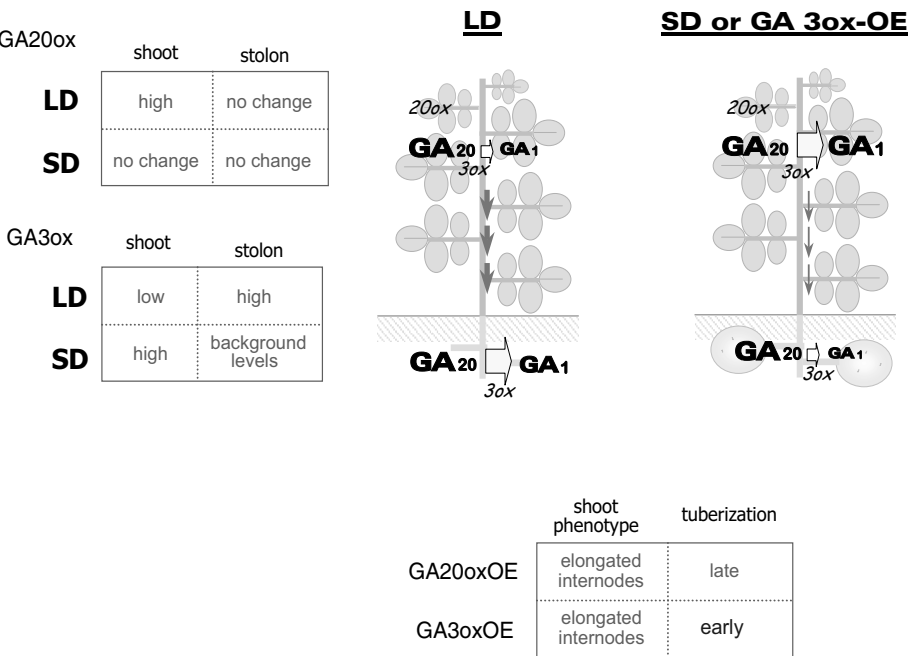 LD
SD or GA 3ox-OE
GA20ox
shoot stolon
LD high no change
SD no change no change
GA3ox
shoot stolon
LD low high
SD high background
levels
20ox
GA20 GA1
3ox
GA20 GA1
3ox
20ox
GA20 GA1
3ox
GA20 GA1
3ox
shoot
phenotype tuberization
GA20oxOE elongated
internodes late
GA3oxOE elongated
internodes early